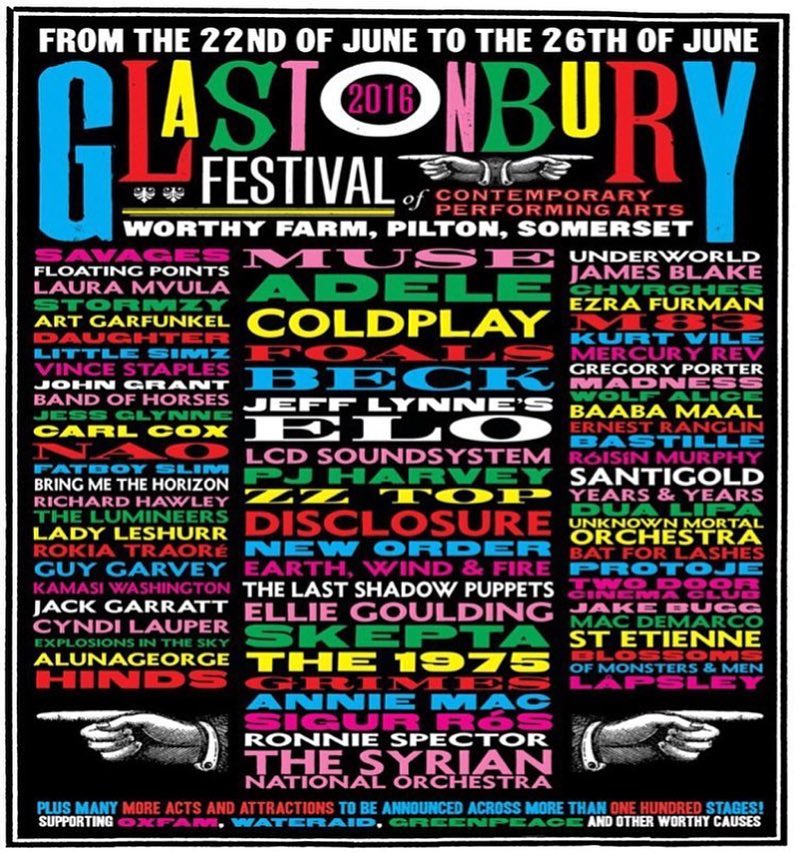 FROM THE 22ND OF JUNE TO THE 26TH OF JUNE
GLASTONBURY
2016
FESTIVAL of CONTEMPORARY
PERFORMING ARTS
WORTHY FARM, PILTON, SOMERSET
SAVAGES
FLOATING POINTS
LAURA MVULA
STORMZY
ART GARFUNKEL
DAUGHTER
LITTLE SIMZ
VINCE STAPLES
JOHN GRANT
BAND OF HORSES
JESS GLYNNE
CARL COX
NAO
FATBOY SLIM
BRING ME THE HORIZON
RICHARD HAWLEY
THE LUMINEERS
LADY LESHURR
ROKIA TRAORé
GUY GARVEY
KAMASI WASHINGTON
JACK GARRATT
CYNDI LAUPER
EXPLOSIONS IN THE SKY
ALUNAGEORGE
HINDS
MUSE
ADELE
COLDPLAY
FOALS
BECK
JEFF LYNNE'S
ELO
LCD SOUNDSYSTEM
PJ HARVEY
ZZ TOP
DISCLOSURE
NEW ORDER
EARTH, WIND & FIRE
THE LAST SHADOW PUPPETS
ELLIE GOULDING
SKEPTA
THE 1975
GRIMES
ANNIE MAC
SIGUR RóS
RONNIE SPECTOR
THE SYRIAN
NATIONAL ORCHESTRA
UNDERWORLD
JAMES BLAKE
CHVRCHES
EZRA FURMAN
M83
KURT VILE
MERCURY REV
GREGORY PORTER
MADNESS
WOLF ALICE
BAABA MAAL
ERNEST RANGLIN
BASTILLE
RóISíN MURPHY
SANTIGOLD
YEARS & YEARS
DUA LIPA
UNKNOWN MORTAL
ORCHESTRA
BAT FOR LASHES
PROTOJE
TWO DOOR
CINEMA CLUB
JAKE BUGG
MAC DEMARCO
ST ETIENNE
BLOSSOMS
OF MONSTERS & MEN
LÅPSLEY
PLUS MANY MORE ACTS AND ATTRACTIONS TO BE ANNOUNCED ACROSS MORE THAN ONE HUNDRED STAGES!
SUPPORTING OXFAM, WATERAID, GREENPEACE AND OTHER WORTHY CAUSES